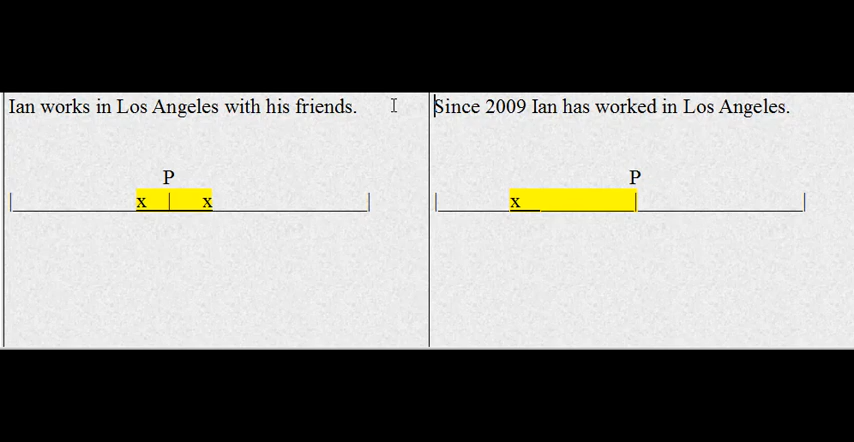 Ian works in Los Angeles with his friends.
P
x | x
Since 2009 Ian has worked in Los Angeles.
P
x